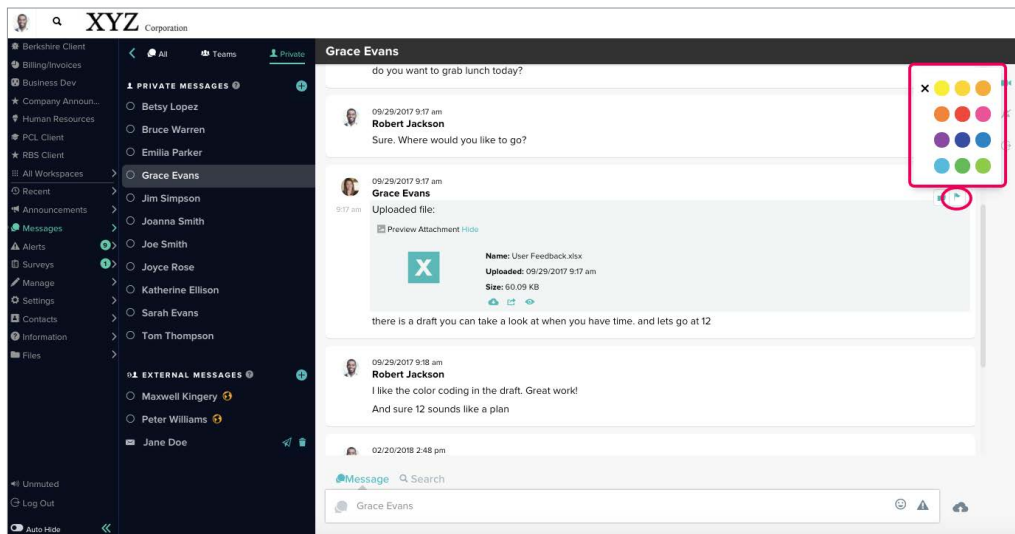 XYZ Corporation
Berkshire Client
Billing/Invoices
Business Dev
Company Announ...
Human Resources
PCL Client
RBS Client
All Workspaces
Recent
Announcements
Messages
Alerts 9
Surveys 1
Manage
Settings
Contacts
Information
Files
Unmuted
Log Out
Auto Hide
All Teams Private
PRIVATE MESSAGES
Betsy Lopez
Bruce Warren
Emilia Parker
Grace Evans
Jim Simpson
Joanna Smith
Joe Smith
Joyce Rose
Katherine Ellison
Sarah Evans
Tom Thompson
EXTERNAL MESSAGES
Maxwell Kingery
Peter Williams
Jane Doe
Grace Evans
do you want to grab lunch today?
09/29/2017 9:17 am
Robert Jackson
Sure. Where would you like to go?
09/29/2017 9:17 am
Grace Evans
9:17 am Uploaded file:
Preview Attachment Hide
X
Name: User Feedback.xlsx
Uploaded: 09/29/2017 9:17 am
Size: 60.09 KB
there is a draft you can take a look at when you have time. and lets go at 12
09/29/2017 9:18 am
Robert Jackson
I like the color coding in the draft. Great work!
And sure 12 sounds like a plan
02/20/2018 2:48 pm
Message Search
Grace Evans